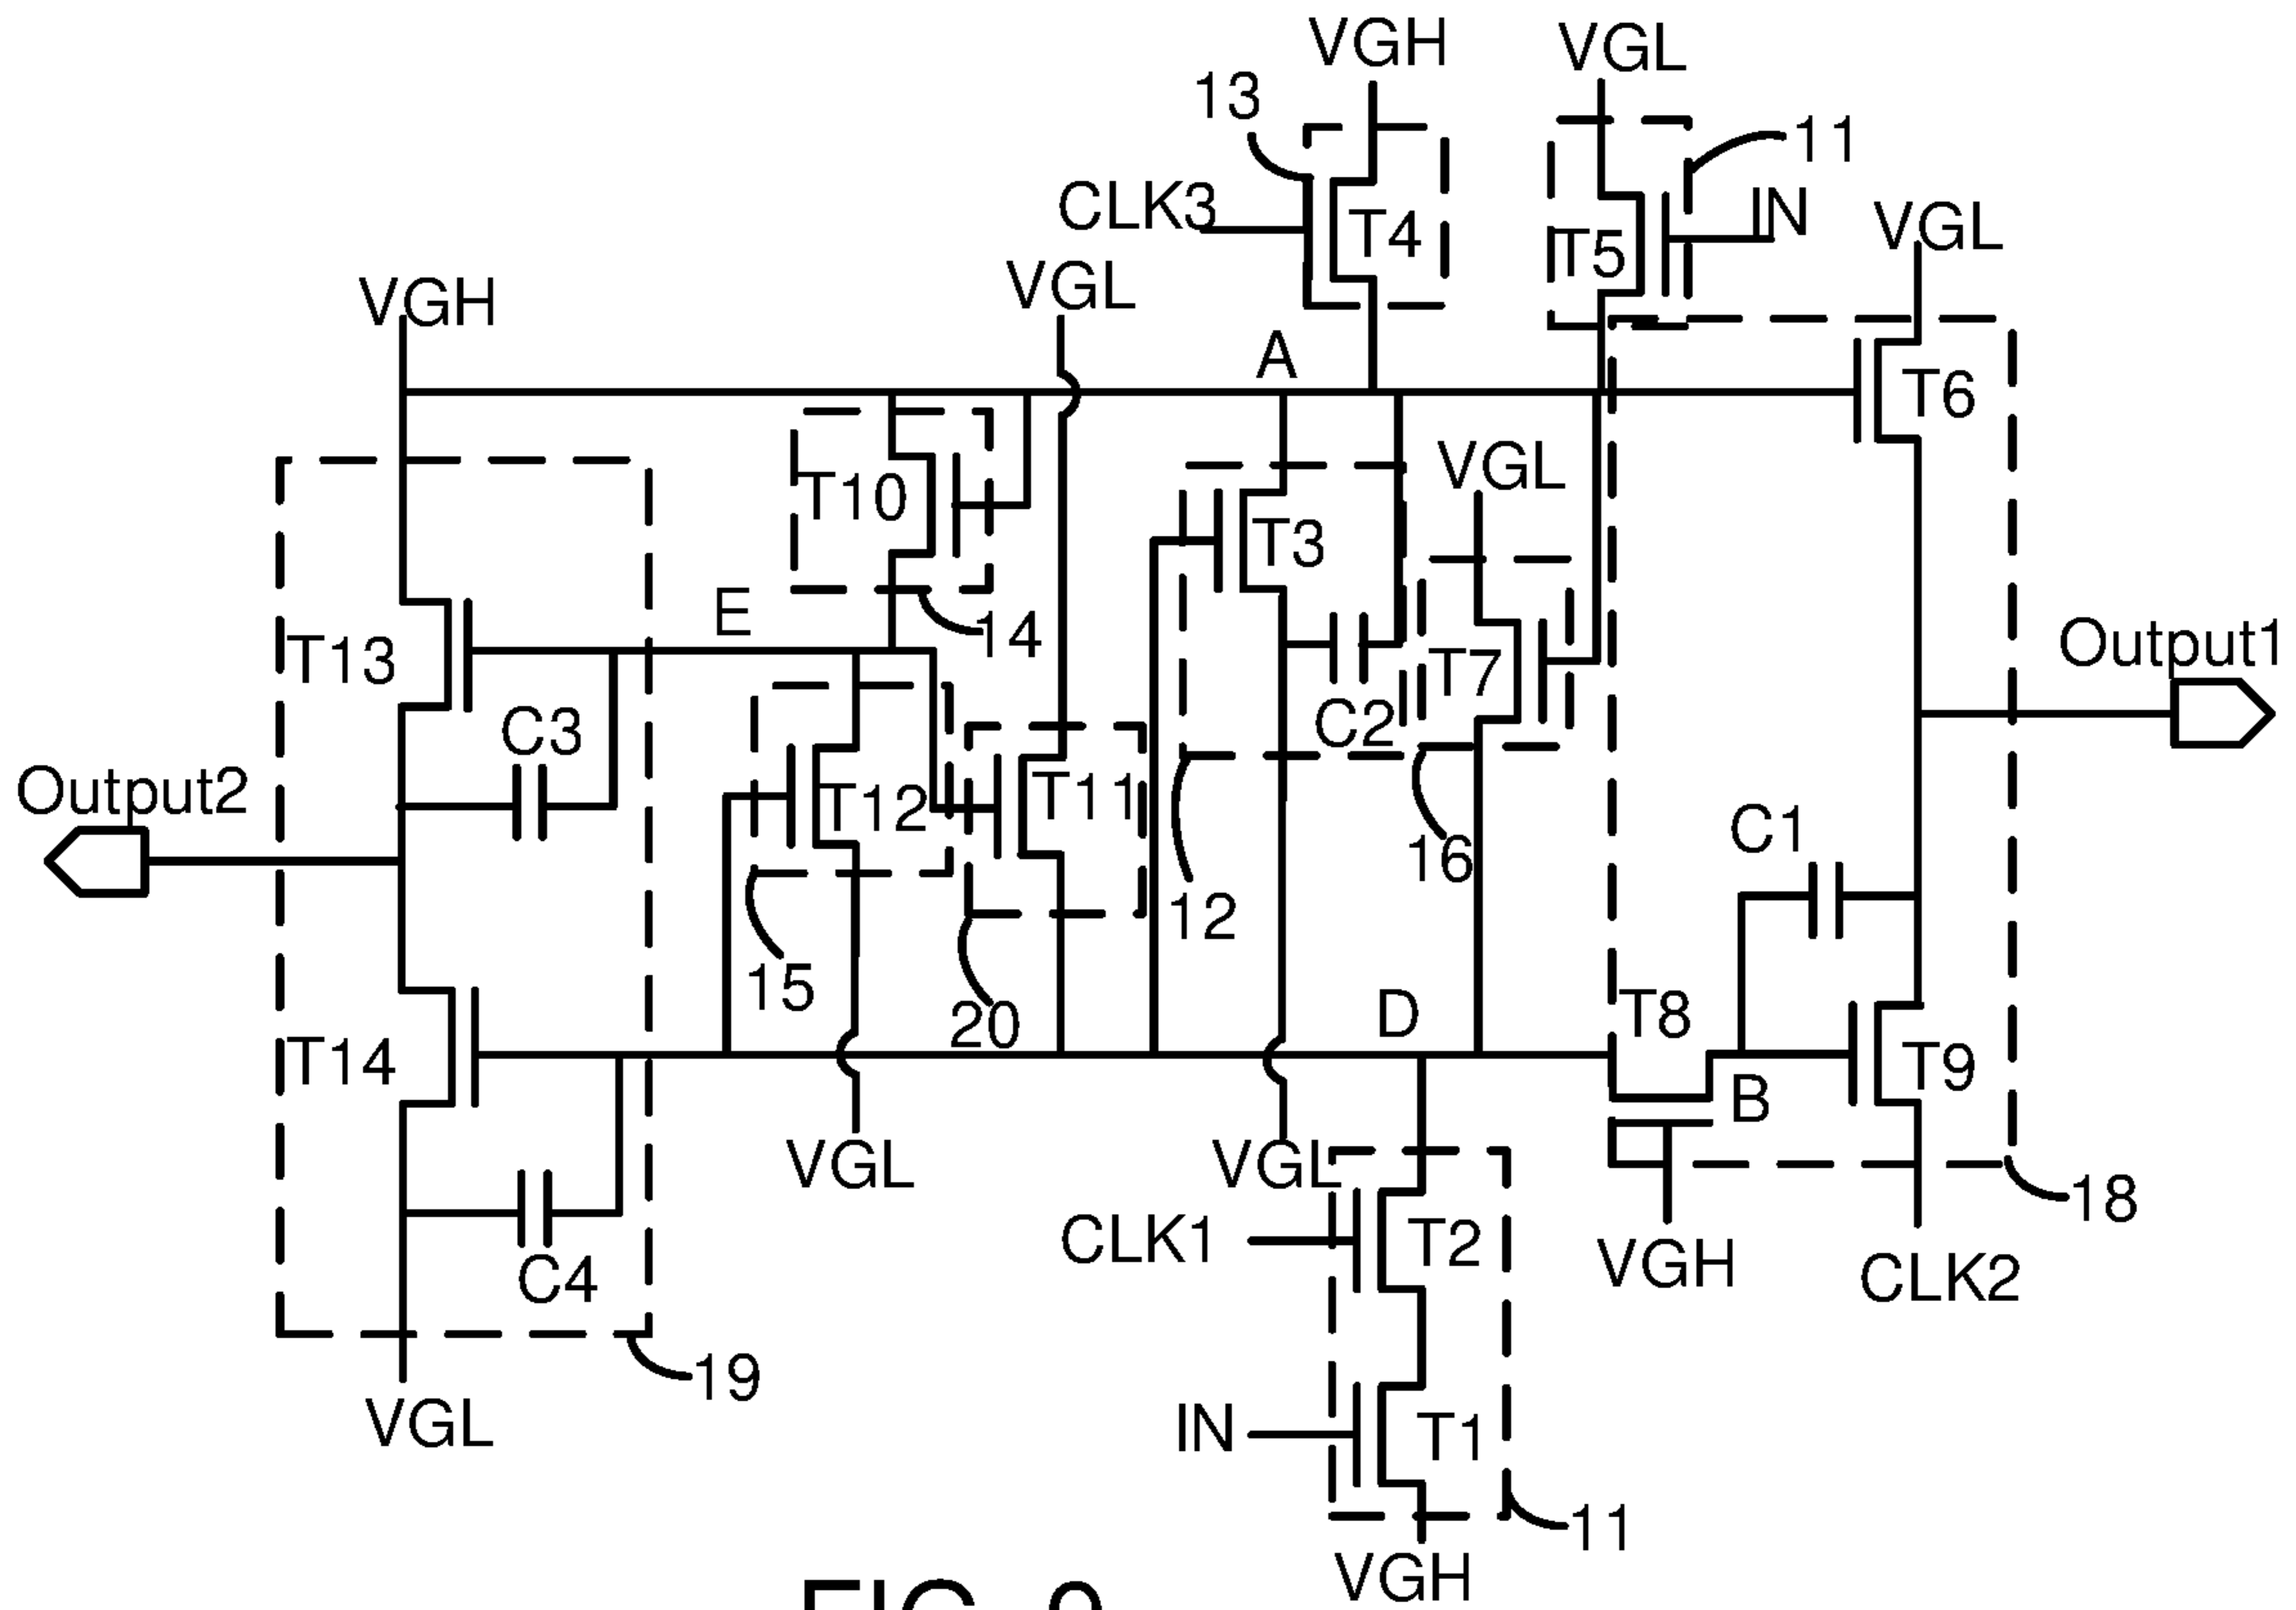 VGH
VGL
13
11
CLK3
T4
T5
IN
VGL
VGL
VGH
A
T6
T10
VGL
T3
E
14
T13
T7
Output1
C3
C2
Output2
T12
T11
C1
16
12
15
20
D
T8
T14
T9
B
VGL
VGL
18
CLK1
T2
VGH
CLK2
C4
19
VGL
IN
T1
11
VGH